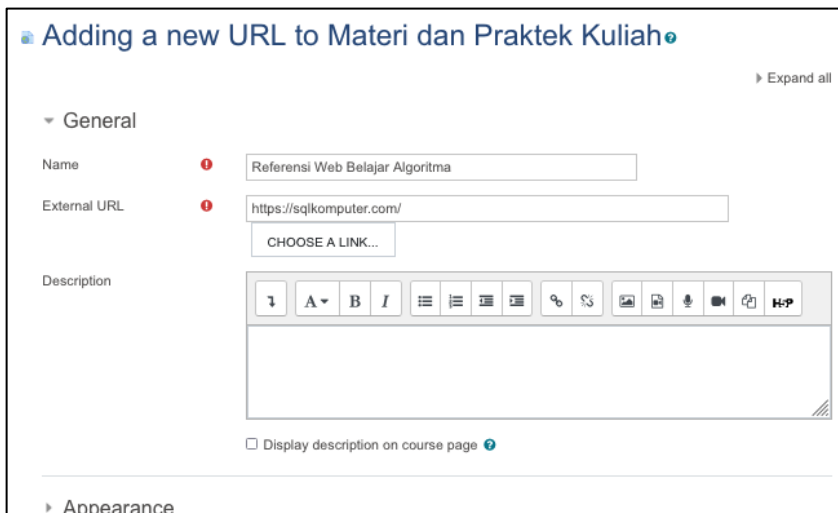 Adding a new URL to Materi dan Praktek Kuliah
Expand all
General
Name
Referensi Web Belajar Algoritma
External URL
https://sqlkomputer.com/
CHOOSE A LINK...
Description
A B I H-P
Display description on course page
Appearance